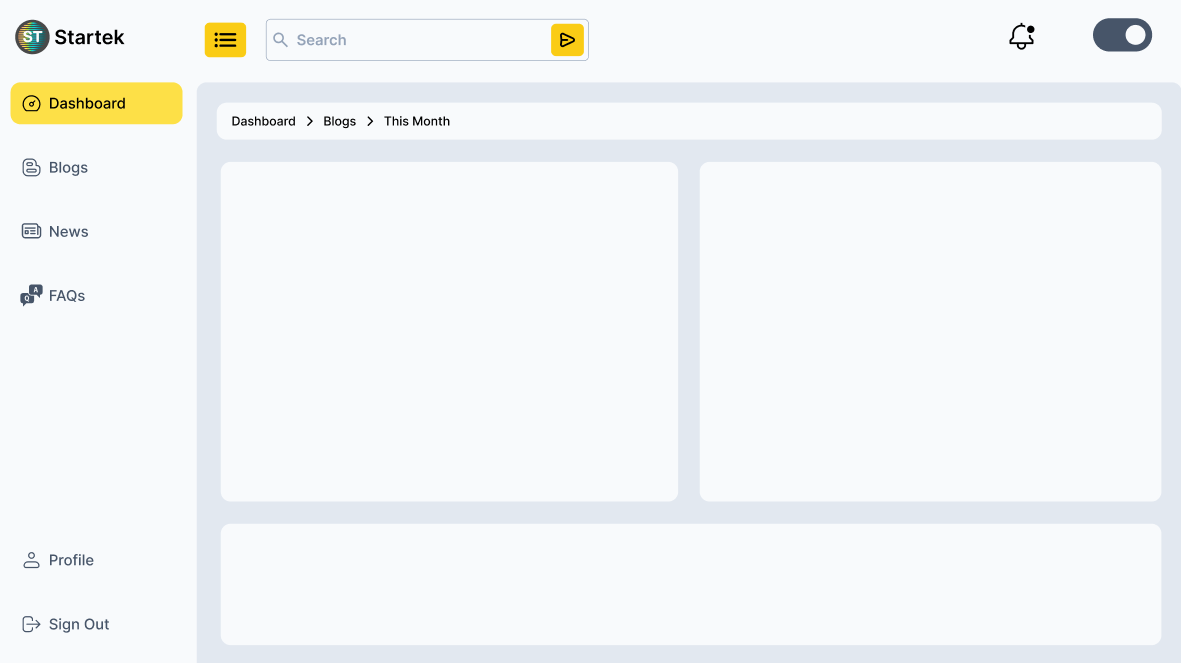 ST Startek
Search
Dashboard
Dashboard > Blogs > This Month
Blogs
News
A
Q
FAQs
Profile
Sign Out